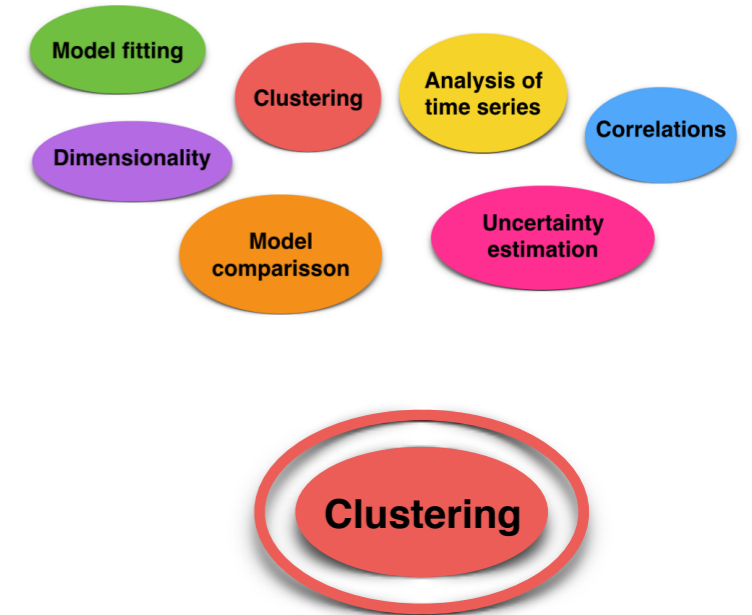 Model fitting
Clustering
Analysis of
time series
Correlations
Dimensionality
Model
comparisson
Uncertainty
estimation
Clustering